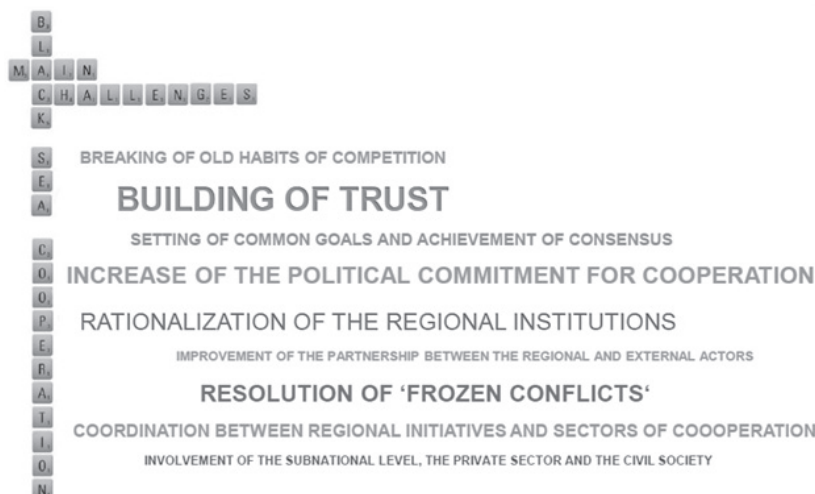 BLACK SEA COOPERATION
MAIN
CHALLENGES
BREAKING OF OLD HABITS OF COMPETITION
BUILDING OF TRUST
SETTING OF COMMON GOALS AND ACHIEVEMENT OF CONSENSUS
INCREASE OF THE POLITICAL COMMITMENT FOR COOPERATION
RATIONALIZATION OF THE REGIONAL INSTITUTIONS
IMPROVEMENT OF THE PARTNERSHIP BETWEEN THE REGIONAL AND EXTERNAL ACTORS
RESOLUTION OF ‘FROZEN CONFLICTS‘
COORDINATION BETWEEN REGIONAL INITIATIVES AND SECTORS OF COOOPERATION
INVOLVEMENT OF THE SUBNATIONAL LEVEL, THE PRIVATE SECTOR AND THE CIVIL SOCIETY